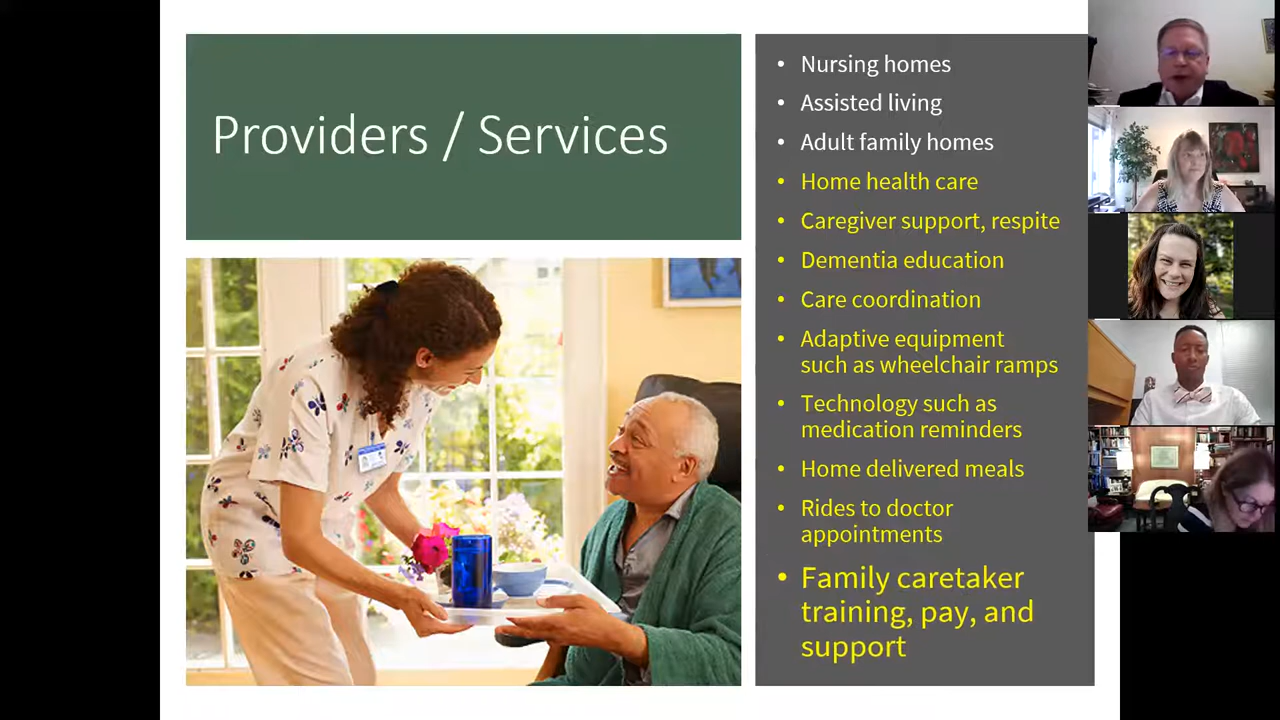 Providers / Services
• Nursing homes
• Assisted living
• Adult family homes
• Home health care
• Caregiver support, respite
• Dementia education
• Care coordination
• Adaptive equipment
such as wheelchair ramps
• Technology such as
medication reminders
• Home delivered meals
• Rides to doctor
appointments
• Family caretaker
training, pay, and
support